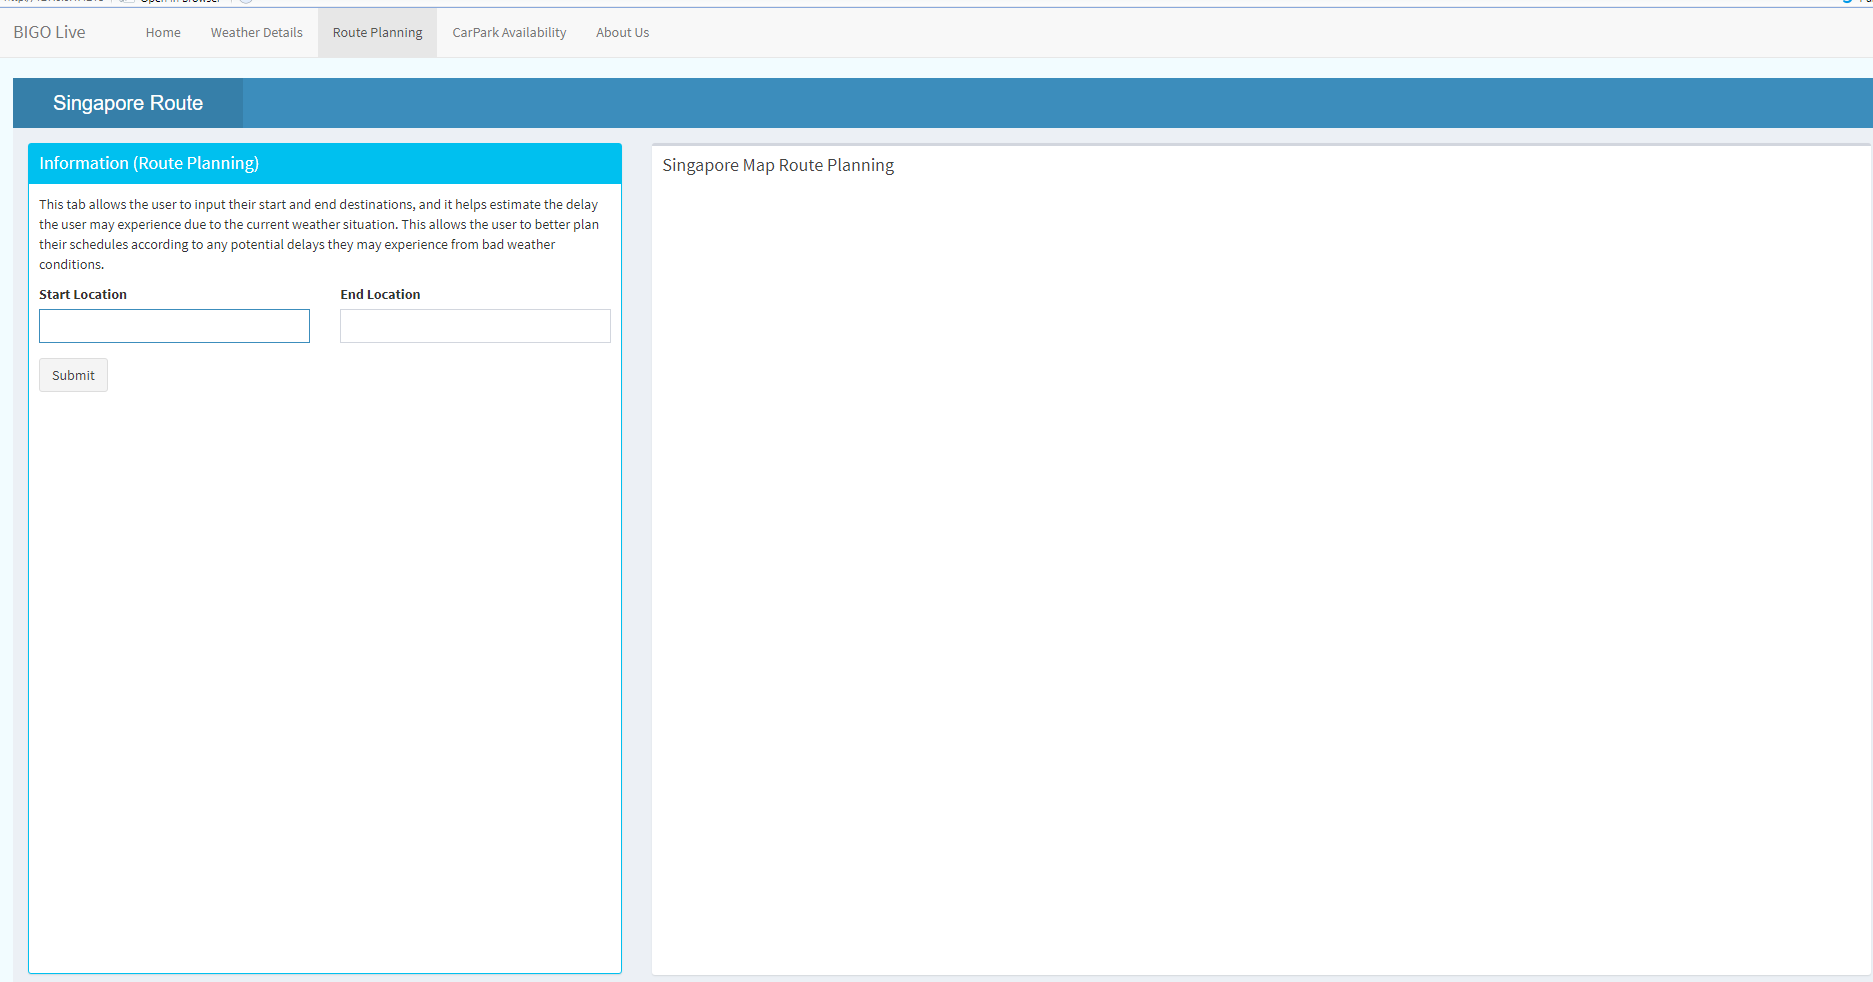 BIGO Live
Home
Weather Details
Route Planning
CarPark Availability
About Us
Singapore Route
Information (Route Planning)
This tab allows the user to input their start and end destinations, and it helps estimate the delay
the user may experience due to the current weather situation. This allows the user to better plan
their schedules according to any potential delays they may experience from bad weather
conditions.
Start Location
End Location
Submit
Singapore Map Route Planning